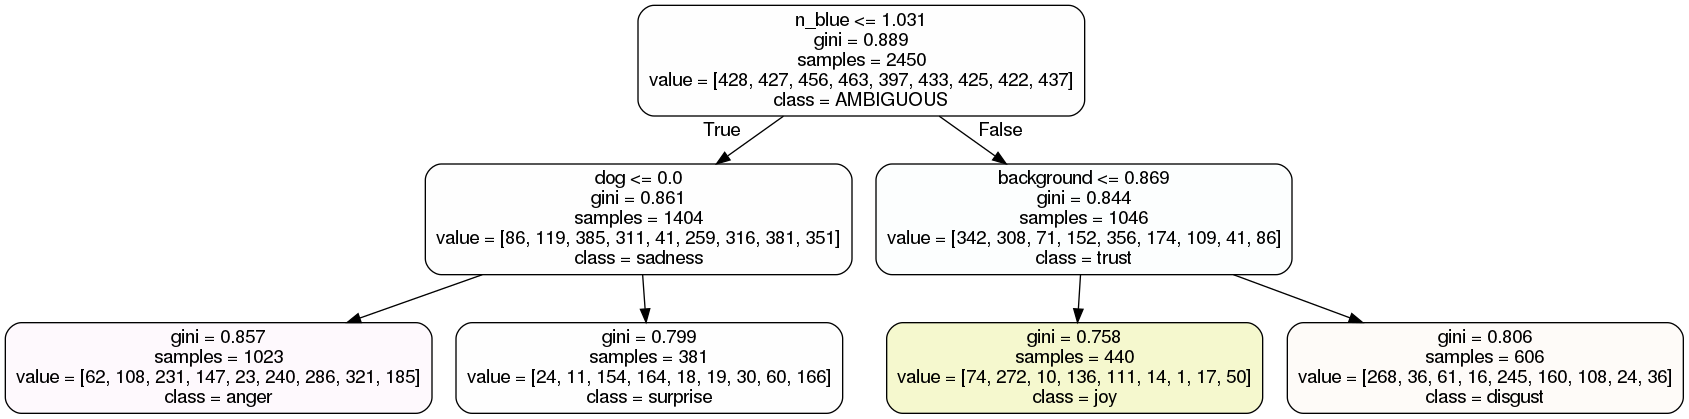 n_blue <= 1.031
gini = 0.889
samples = 2450
value = [428, 427, 456, 463, 397, 433, 425, 422, 437]
class = AMBIGUOUS
True
False
dog <= 0.0
gini = 0.861
samples = 1404
value = [86, 119, 385, 311, 41, 259, 316, 381, 351]
class = sadness
background <= 0.869
gini = 0.844
samples = 1046
value = [342, 308, 71, 152, 356, 174, 109, 41, 86]
class = trust
gini = 0.857
samples = 1023
value = [62, 108, 231, 147, 23, 240, 286, 321, 185]
class = anger
gini = 0.799
samples = 381
value = [24, 11, 154, 164, 18, 19, 30, 60, 166]
class = surprise
gini = 0.758
samples = 440
value = [74, 272, 10, 136, 111, 14, 1, 17, 50]
class = joy
gini = 0.806
samples = 606
value = [268, 36, 61, 16, 245, 160, 108, 24, 36]
class = disgust